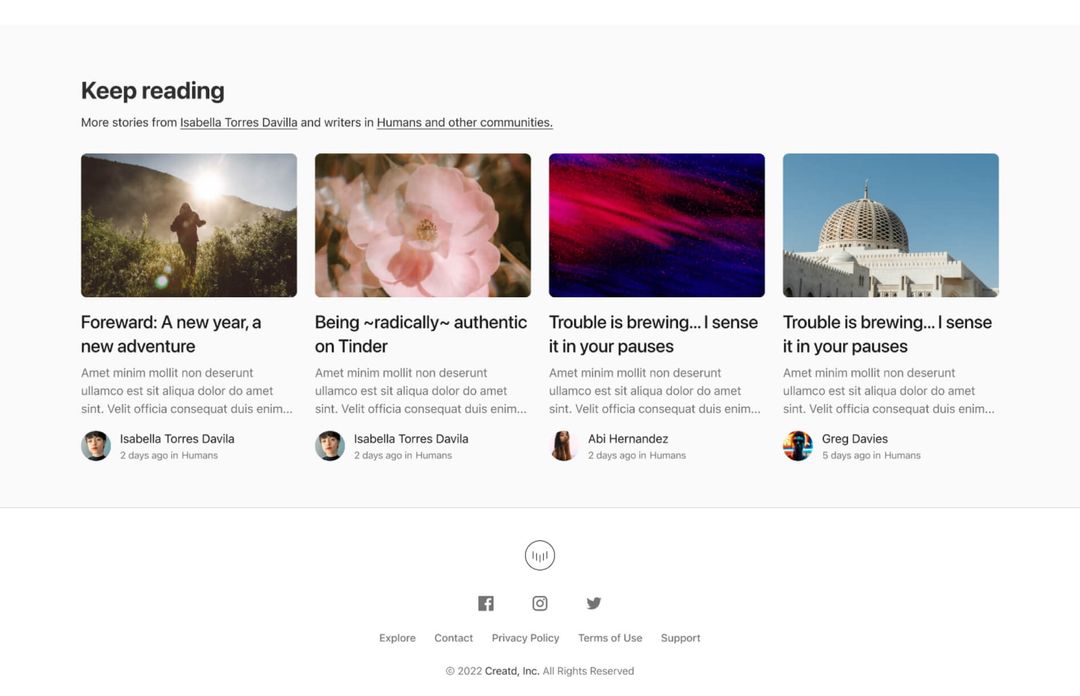 Keep reading
More stories from Isabella Torres Davilla and writers in Humans and other communities.
Foreward: A new year, a
new adventure
Amet minim mollit non deserunt
ullamco est sit aliqua dolor do amet
sint. Velit officia consequat duis enim...
Isabella Torres Davila
2 days ago in Humans
Being ~radically~ authentic
on Tinder
Amet minim mollit non deserunt
ullamco est sit aliqua dolor do amet
sint. Velit officia consequat duis enim...
Isabella Torres Davila
2 days ago in Humans
Trouble is brewing... I sense
it in your pauses
Amet minim mollit non deserunt
ullamco est sit aliqua dolor do amet
sint. Velit officia consequat duis enim...
Abi Hernandez
2 days ago in Humans
Trouble is brewing... I sense
it in your pauses
Amet minim mollit non deserunt
ullamco est sit aliqua dolor do amet
sint. Velit officia consequat duis enim...
Greg Davies
5 days ago in Humans
Explore Contact Privacy Policy Terms of Use Support
© 2022 Creatd, Inc. All Rights Reserved